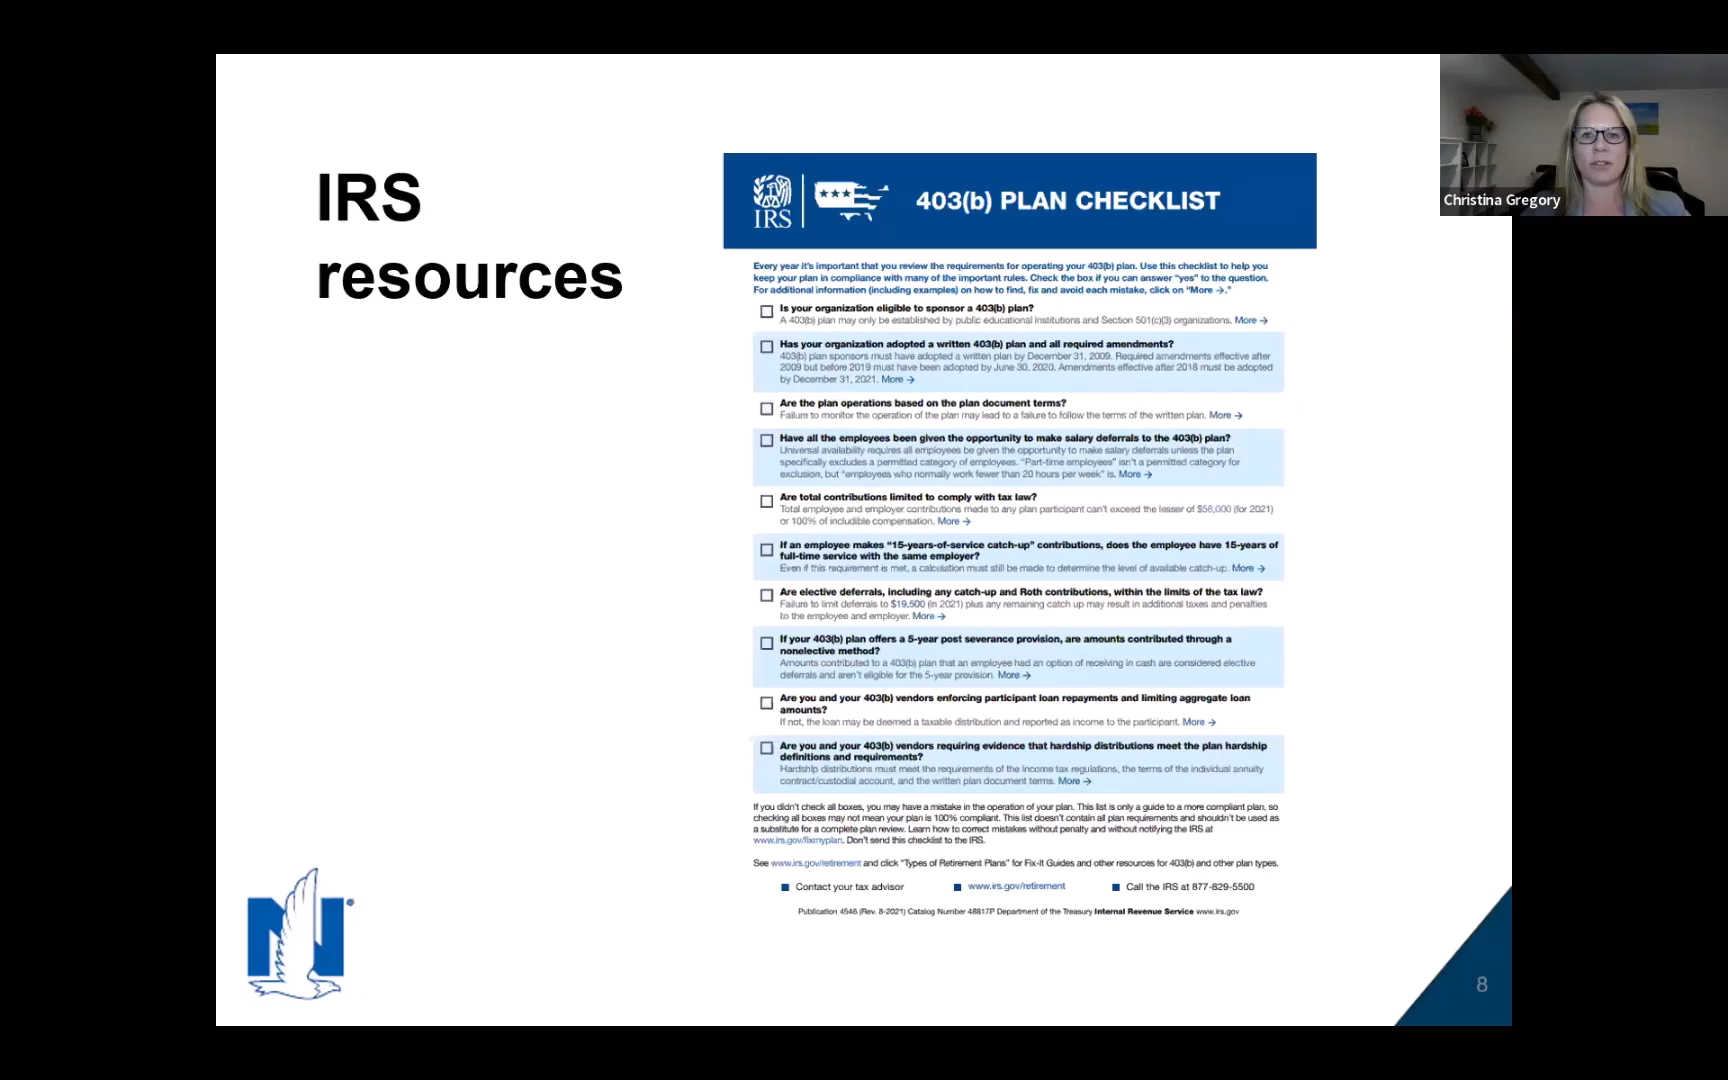 IRS
resources
IRS
403(b) PLAN CHECKLIST
Every year it's important that you review the requirements for operating your 403(b) plan. Use this checklist to help you
keep your plan in compliance with many of the important rules. Check the box if you can answer "yes" to the question.
For additional information (including examples) on how to find, fix and avoid each mistake, click on "More →."
Is your organization eligible to sponsor a 403(b) plan?
A 403(b) plan may only be established by public educational institutions and Section 501(c)(3) organizations. More →
Has your organization adopted a written 403(b) plan and all required amendments?
403(b) plan sponsors must have adopted a written plan by December 31, 2009. Required amendments effective after
2009 but before 2019 must have been adopted by June 30, 2020. Amendments effective after 2018 must be adopted
by December 31, 2021. More →
Are the plan operations based on the plan document terms?
Failure to monitor the operation of the plan may lead to a failure to follow the terms of the written plan. More →
Have all the employees been given the opportunity to make salary deferrals to the 403(b) plan?
Universal availability requires all employees be given the opportunity to make salary deferrals unless the plan
specifically excludes a permitted category of employees. "Part-time employees" isn't a permitted category for
exclusion, but "employees who normally work fewer than 20 hours per week" is. More →
Are total contributions limited to comply with tax law?
Total employee and employer contributions made to any plan participant can't exceed the lesser of $58,000 (for 2021)
or 100% of includible compensation. More →
If an employee makes "15-years-of-service catch-up" contributions, does the employee have 15-years of
full-time service with the same employer?
Even if this requirement is met, a calculation must still be made to determine the level of available catch-up. More →
Are elective deferrals, including any catch-up and Roth contributions, within the limits of the tax law?
Failure to limit deferrals to $19,500 (in 2021) plus any remaining catch up may result in additional taxes and penalties
to the employee and employer. More →
If your 403(b) plan offers a 5-year post severance provision, are amounts contributed through a
nonelective method?
Amounts contributed to a 403(b) plan that an employee had an option of receiving in cash are considered elective
deferrals and aren't eligible for the 5-year provision. More →
Are you and your 403(b) vendors enforcing participant loan repayments and limiting aggregate loan
amounts?
If not, the loan may be deemed a taxable distribution and reported as income to the participant. More →
Are you and your 403(b) vendors requiring evidence that hardship distributions meet the plan hardship
definitions and requirements?
Hardship distributions must meet the requirements of the income tax regulations, the terms of the individual annuity
contract/custodial account, and the written plan document terms. More →
If you didn't check all boxes, you may have a mistake in the operation of your plan. This list is only a guide to a more compliant plan, so
checking all boxes may not mean your plan is 100% compliant. This list doesn't contain all plan requirements and shouldn't be used as
a substitute for a complete plan review. Learn how to correct mistakes without penalty and without notifying the IRS at
www.irs.gov/fixmyplan. Don't send this checklist to the IRS.
See www.irs.gov/retirement and click "Types of Retirement Plans" for Fix-It Guides and other resources for 403(b) and other plan types.
Contact your tax advisor
www.irs.gov/retirement
Call the IRS at 877-829-5500
Publication 4546 (Rev. 8-2021) Catalog Number 48817P Department of the Treasury Internal Revenue Service www.irs.gov
N
8
Christina Gregory